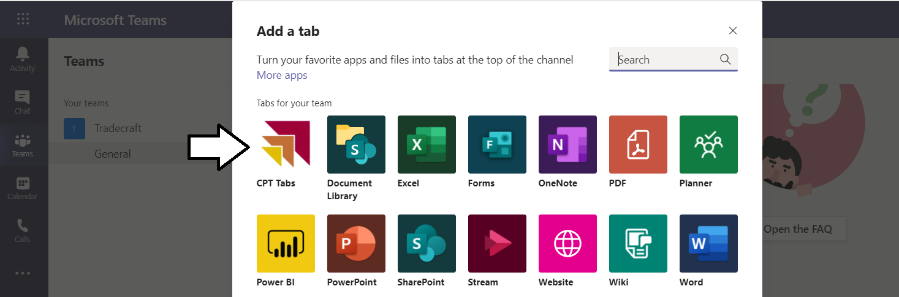 Microsoft Teams
Activity
Chat
Teams
Calendar
Calls
Teams
Your teams
T
Tradecraft
General
Add a tab
Turn your favorite apps and files into tabs at the top of the channel
More apps
Search
Tabs for your team
CPT Tabs
Document
Library
Excel
Forms
OneNote
PDF
Planner
Power BI
PowerPoint
SharePoint
Stream
Website
Wiki
Word
S
X
F
N
P
S
W
Open the FAQ